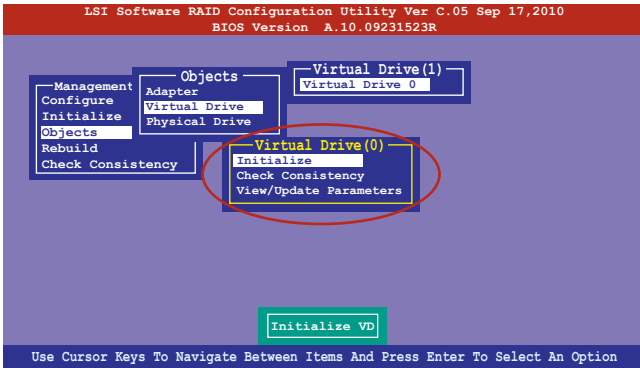 LSI Software RAID Configuration Utility Ver C.05 Sep 17,2010
BIOS Version A.10.09231523R
Management
Configure
Initialize
Objects
Rebuild
Check Consistency
Objects
Adapter
Virtual Drive
Physical Drive
Virtual Drive(1)
Virtual Drive 0
Virtual Drive(0)
Initialize
Check Consistency
View/Update Parameters
Initialize VD
Use Cursor Keys To Navigate Between Items And Press Enter To Select An Option